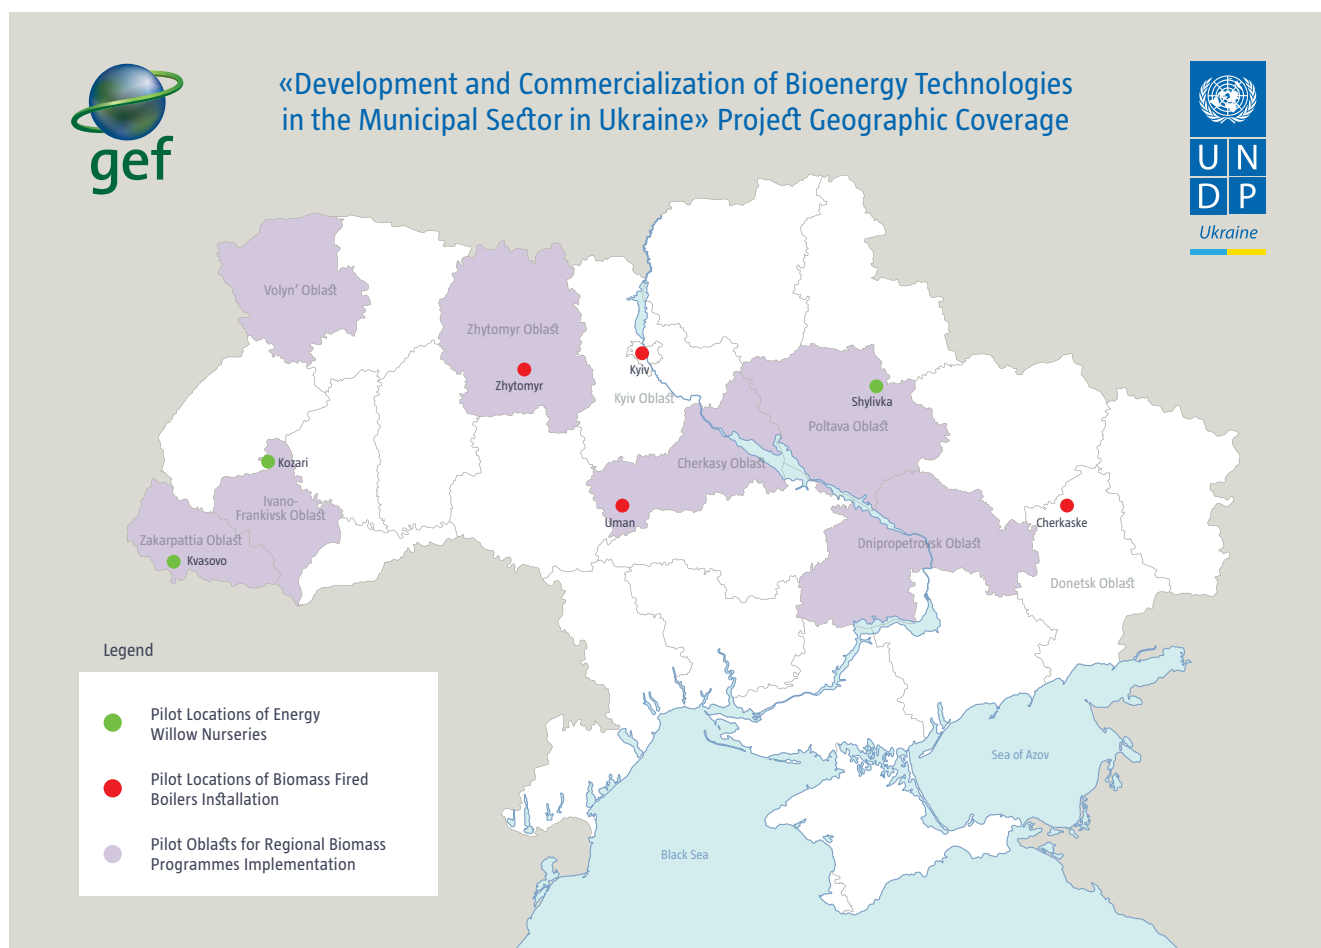 gef
«Development and Commercialization of Bioenergy Technologies
in the Municipal Sector in Ukraine» Project Geographic Coverage
U N
D P
Ukraine
Volyn’ Oblast
Zhytomyr Oblast
Zhytomyr
Kyiv
Kyiv Oblast
Shylivka
Poltava Oblast
Cherkasy Oblast
Kozari
Ivano-
Frankivsk Oblast
Uman
Cherkaske
Zakarpattia Oblast
Kvasovo
Dnipropetrovsk Oblast
Donetsk Oblast
Sea of Azov
Black Sea
Legend
Pilot Locations of Energy
Willow Nurseries
Pilot Locations of Biomass Fired
Boilers Installation
Pilot Oblasts for Regional Biomass
Programmes Implementation